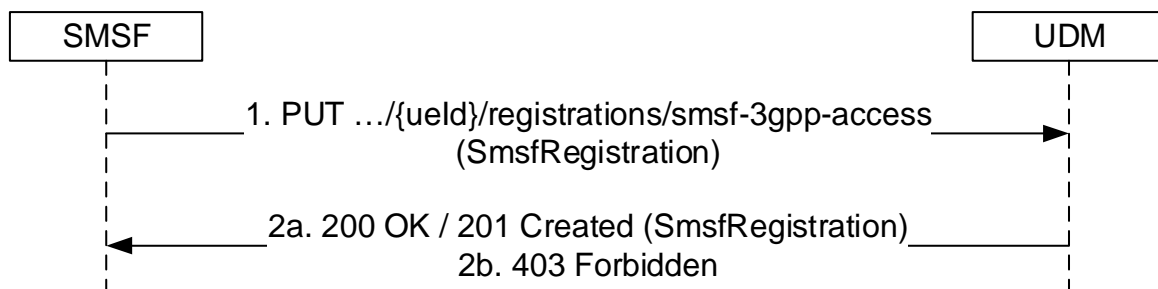 SMSF
UDM
1. PUT …/{ueId}/registrations/smsf-3gpp-access
(SmsfRegistration)
2a. 200 OK / 201 Created (SmsfRegistration)
2b. 403 Forbidden